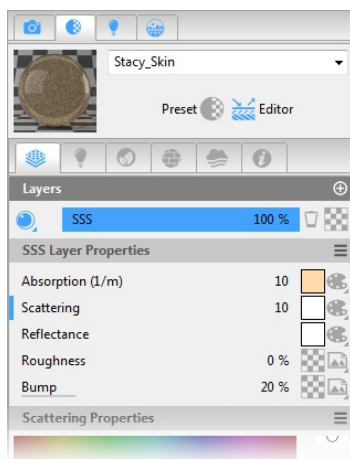 Stacy_Skin
Preset Editor
Layers
SSS 100 %
SSS Layer Properties
Absorption (1/m) 10
Scattering 10
Reflectance
Roughness 0 %
Bump 20 %
Scattering Properties